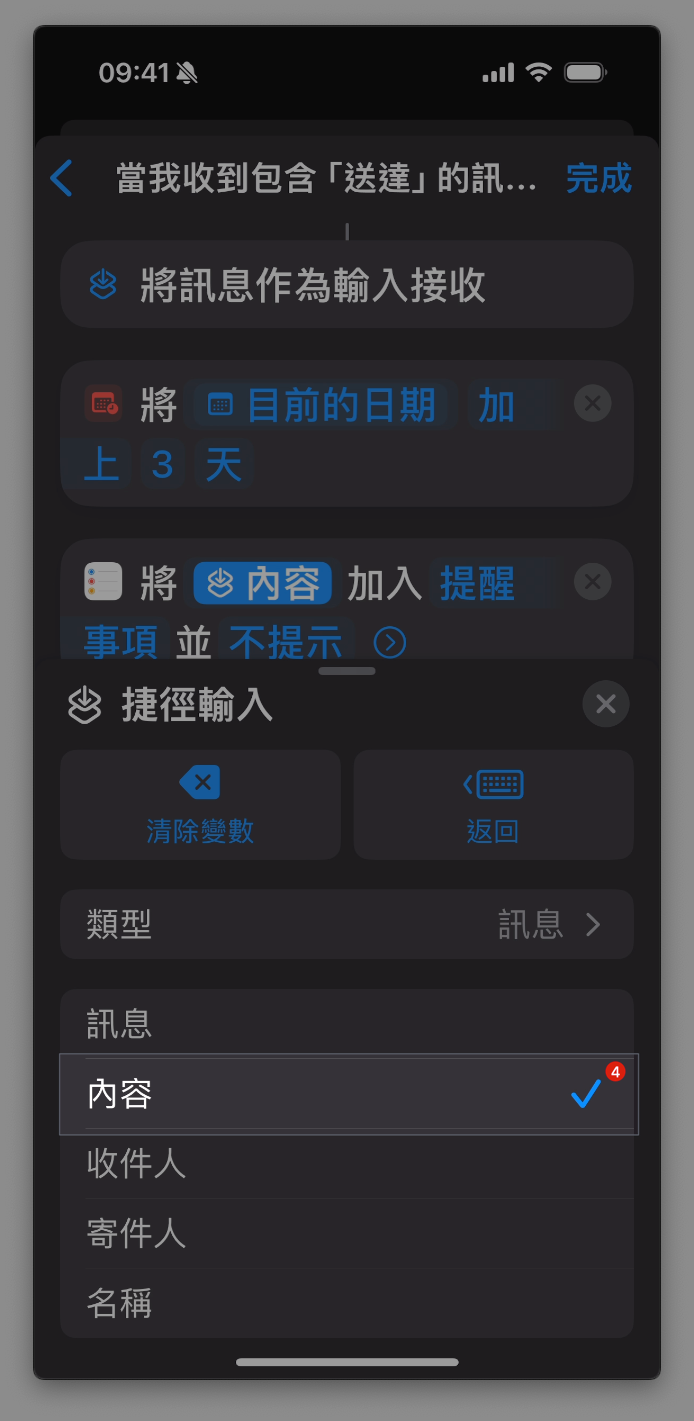 09:41
當我收到包含「送達」的訊... 完成
將訊息作為輸入接收
將 目前的日期 加
上 3 天
將 內容 加入 提醒
事項 並 不提示
捷徑輸入
清除變數 返回
類型 訊息
訊息
內容 4
收件人
寄件人
名稱